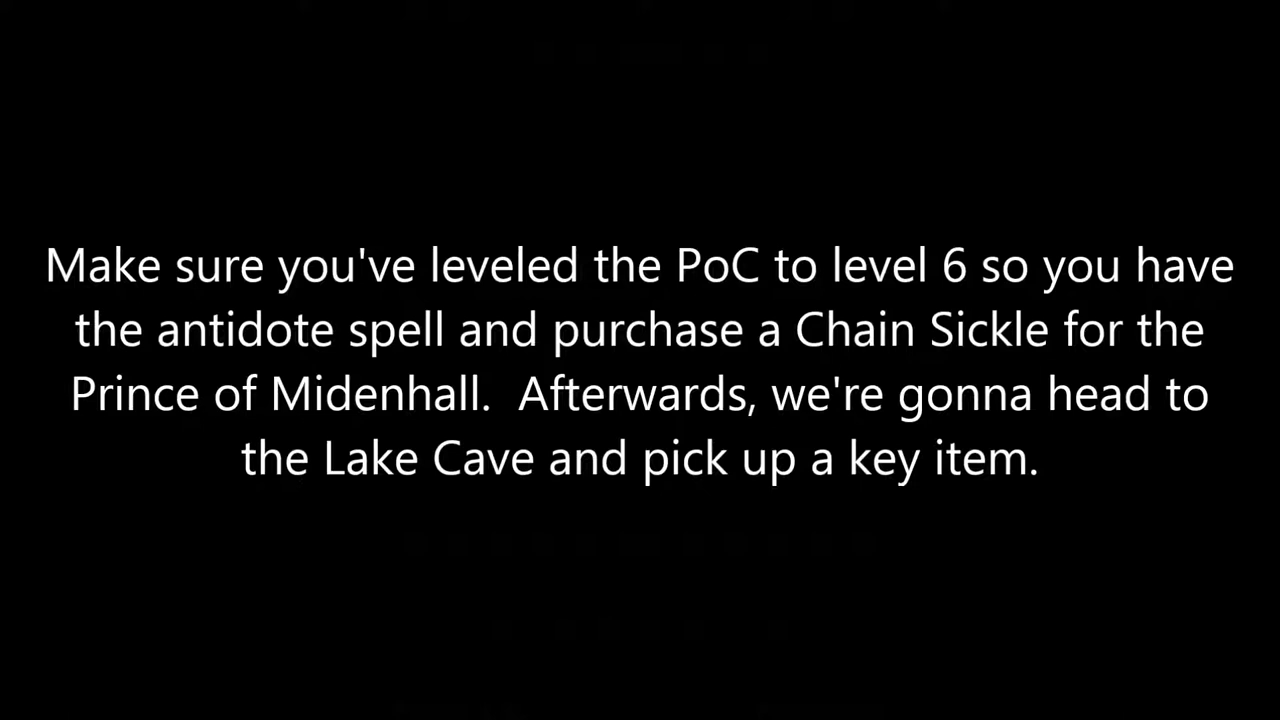 Make sure you've leveled the PoC to level 6 so you have
the antidote spell and purchase a Chain Sickle for the
Prince of Midenhall.  Afterwards, we're gonna head to
the Lake Cave and pick up a key item.